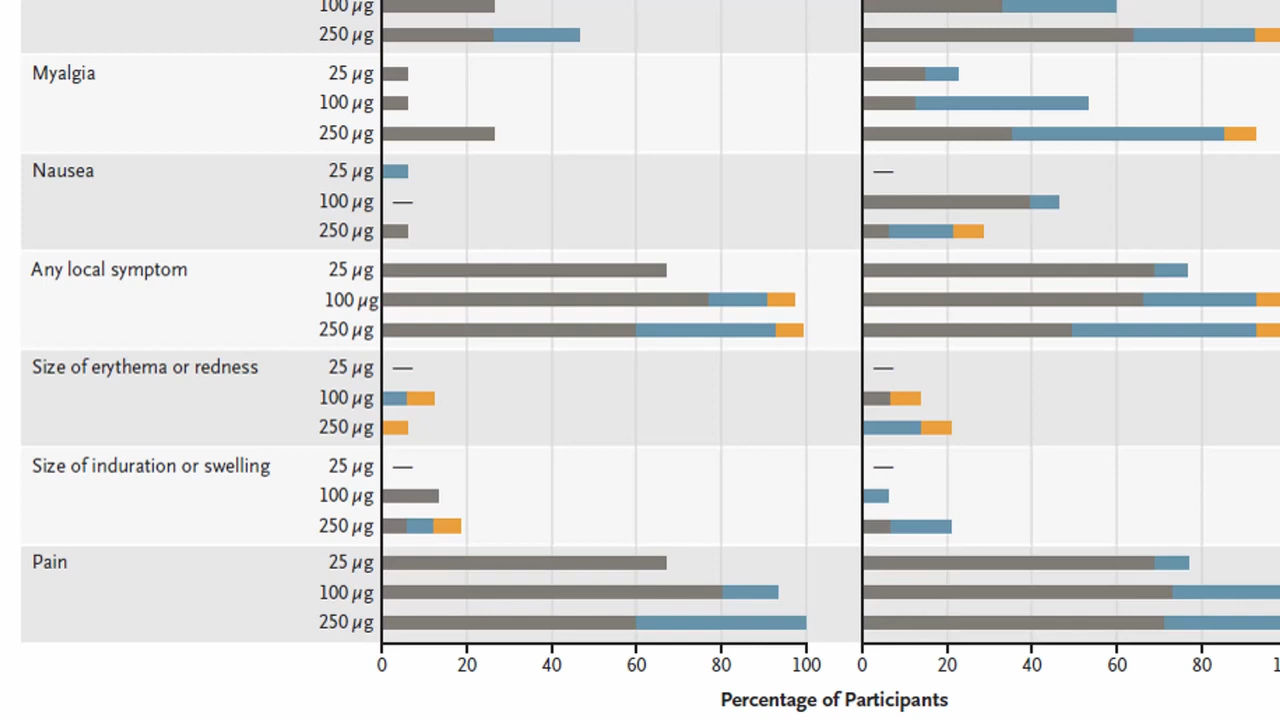 100 µg
250 µg
Myalgia 25 µg
100 µg
250 µg
Nausea 25 µg —
100 µg —
250 µg
Any local symptom 25 µg
100 µg
250 µg
Size of erythema or redness 25 µg — —
100 µg
250 µg
Size of induration or swelling 25 µg — —
100 µg
250 µg
Pain 25 µg
100 µg
250 µg
0 20 40 60 80 100 0 20 40 60 80
Percentage of Participants